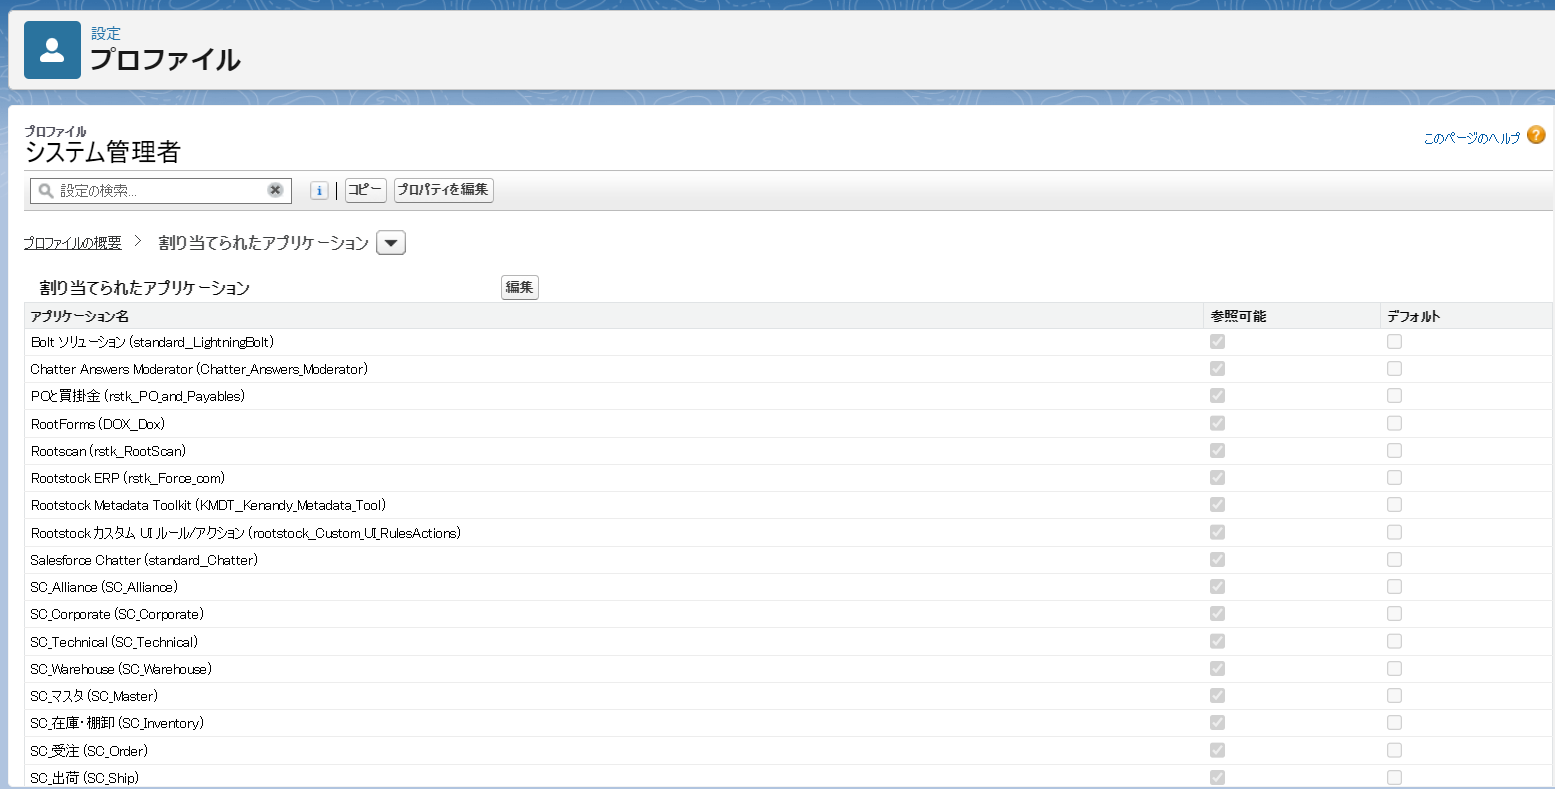 設定
プロファイル
プロファイル
システム管理者
このページのヘルプ ?
設定の検索...
i
コピー
プロパティを編集
プロファイルの概要 > 割り当てられたアプリケーション
割り当てられたアプリケーション 編集
アプリケーション名 参照可能 デフォルト
Bolt ソリューション (standard__LightningBolt)
Chatter Answers Moderator (Chatter_Answers_Moderator)
POと買掛金 (rstk__PO_and_Payables)
RootForms (DOX__Dox)
Rootscan (rstk__RootScan)
Rootstock ERP (rstk__Force_com)
Rootstock Metadata Toolkit (KMDT__Kenandy_Metadata_Tool)
Rootstock カスタム UI ルール/アクション (rootstock__Custom_UI_RulesActions)
Salesforce Chatter (standard__Chatter)
SC_Alliance (SC_Alliance)
SC_Corporate (SC_Corporate)
SC_Technical (SC_Technical)
SC_Warehouse (SC_Warehouse)
SC_マスタ (SC_Master)
SC_在庫・棚卸 (SC_Inventory)
SC_受注 (SC_Order)
SC_出荷 (SC_Ship)